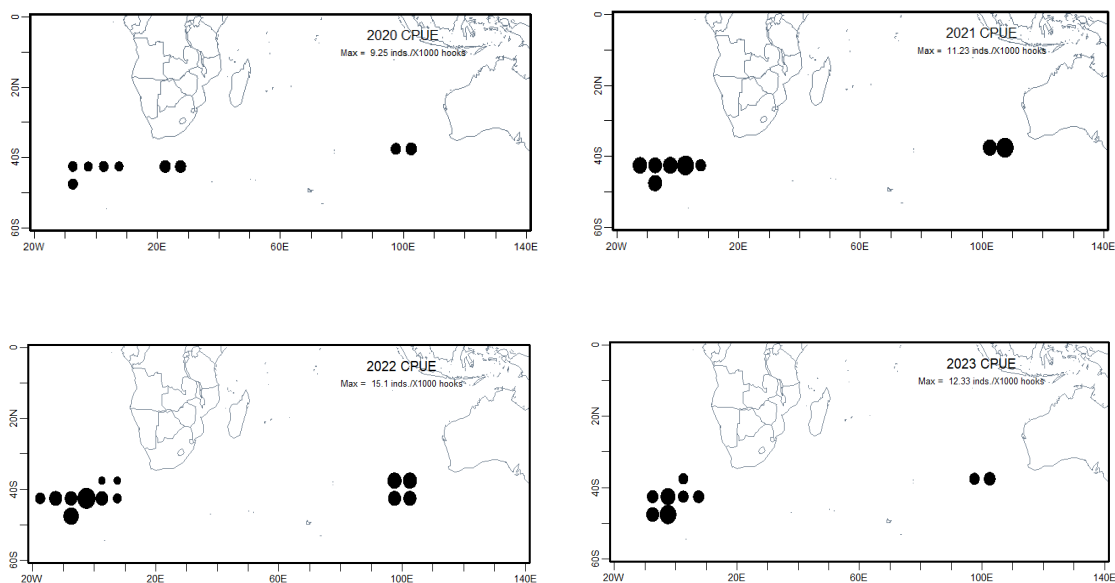 0
20N
40S
60S
2020 CPUE
Max = 9.25 inds./X1000 hooks
20W 20E 60E 100E 140E
0
20N
40S
60S
2021 CPUE
Max = 11.23 inds./X1000 hooks
20W 20E 60E 100E 140E
0
20N
40S
60S
2022 CPUE
Max = 15.1 inds./X1000 hooks
20W 20E 60E 100E 140E
0
20N
40S
60S
2023 CPUE
Max = 12.33 inds./X1000 hooks
20W 20E 60E 100E 140E